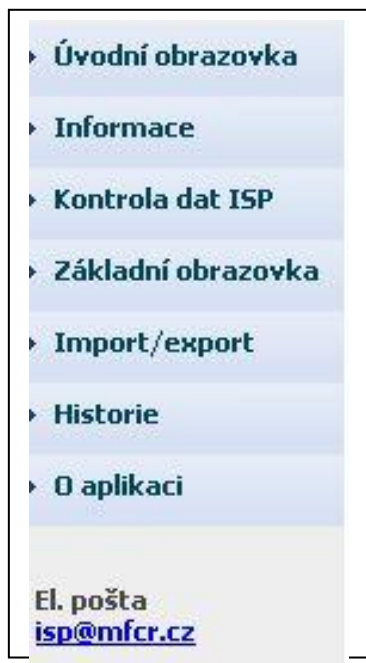 Úvodní obrazovka
Informace
Kontrola dat ISP
Základní obrazovka
Import/export
Historie
O aplikaci
El. pošta
isp@mfcr.cz